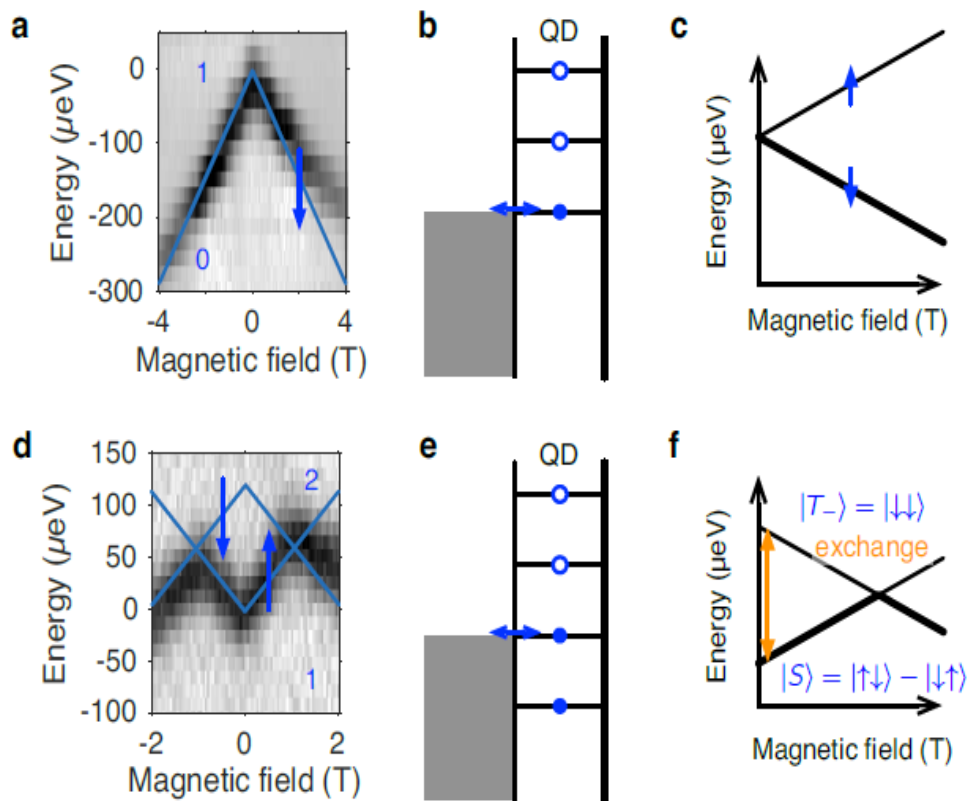 a
Energy (μeV)
0
-100
-200
-300
1
0
-4
0
4
Magnetic field (T)
b
QD
c
Energy (μeV)
Magnetic field (T)
d
Energy (μeV)
150
100
50
0
-50
-100
2
1
-2
0
2
Magnetic field (T)
e
QD
f
Energy (μeV)
|T₋⟩ = |↓↓⟩
exchange
|S⟩ = |↑↓⟩ − |↓↑⟩
Magnetic field (T)